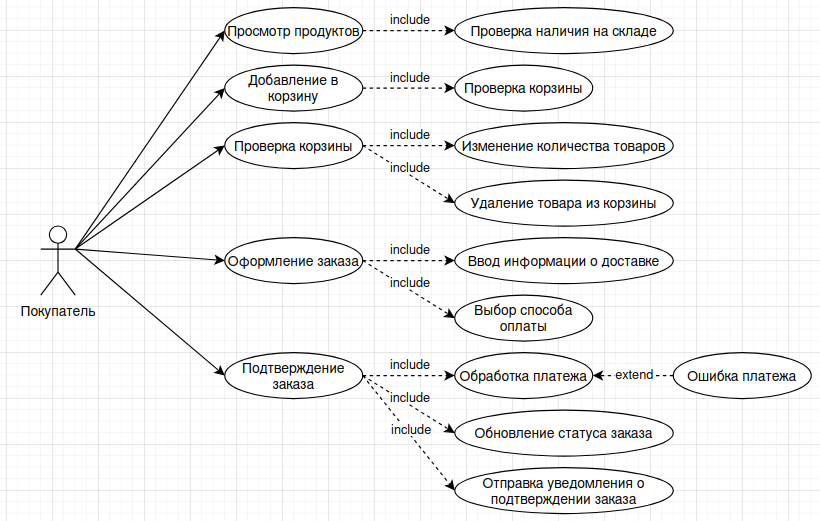 Просмотр продуктов
include
Проверка наличия на складе
Добавление в
корзину
include
Проверка корзины
Проверка корзины
include
Изменение количества товаров
include
Удаление товара из корзины
Покупатель
Оформление заказа
include
Ввод информации о доставке
include
Выбор способа
оплаты
Подтверждение
заказа
include
Обработка платежа
extend
Ошибка платежа
include
Обновление статуса заказа
include
Отправка уведомления о
подтверждении заказа